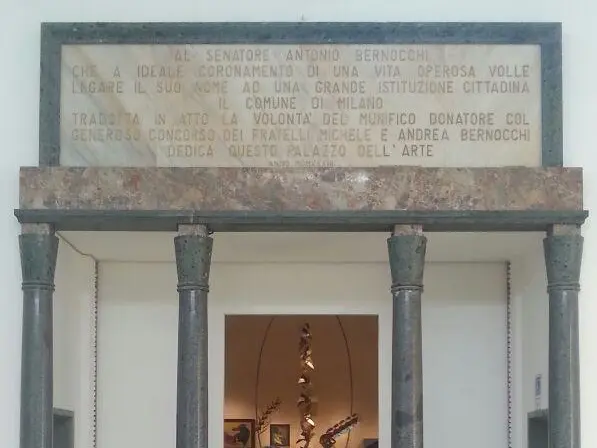 AL SENATORE ANTONIO BERNOCCHI
CHE A IDEALE CORONAMENTO DI UNA VITA OPEROSA VOLLE
LEGARE IL SUO NOME AD UNA GRANDE ISTITUZIONE CITTADINA
IL COMUNE DI MILANO
TRADOTTA IN ATTO LA VOLONTA' DEL MUNIFICO DONATORE COL
GENEROSO CONCORSO DEI FRATELLI MICHELE E ANDREA BERNOCCHI
DEDICA QUESTO PALAZZO DELL'ARTE